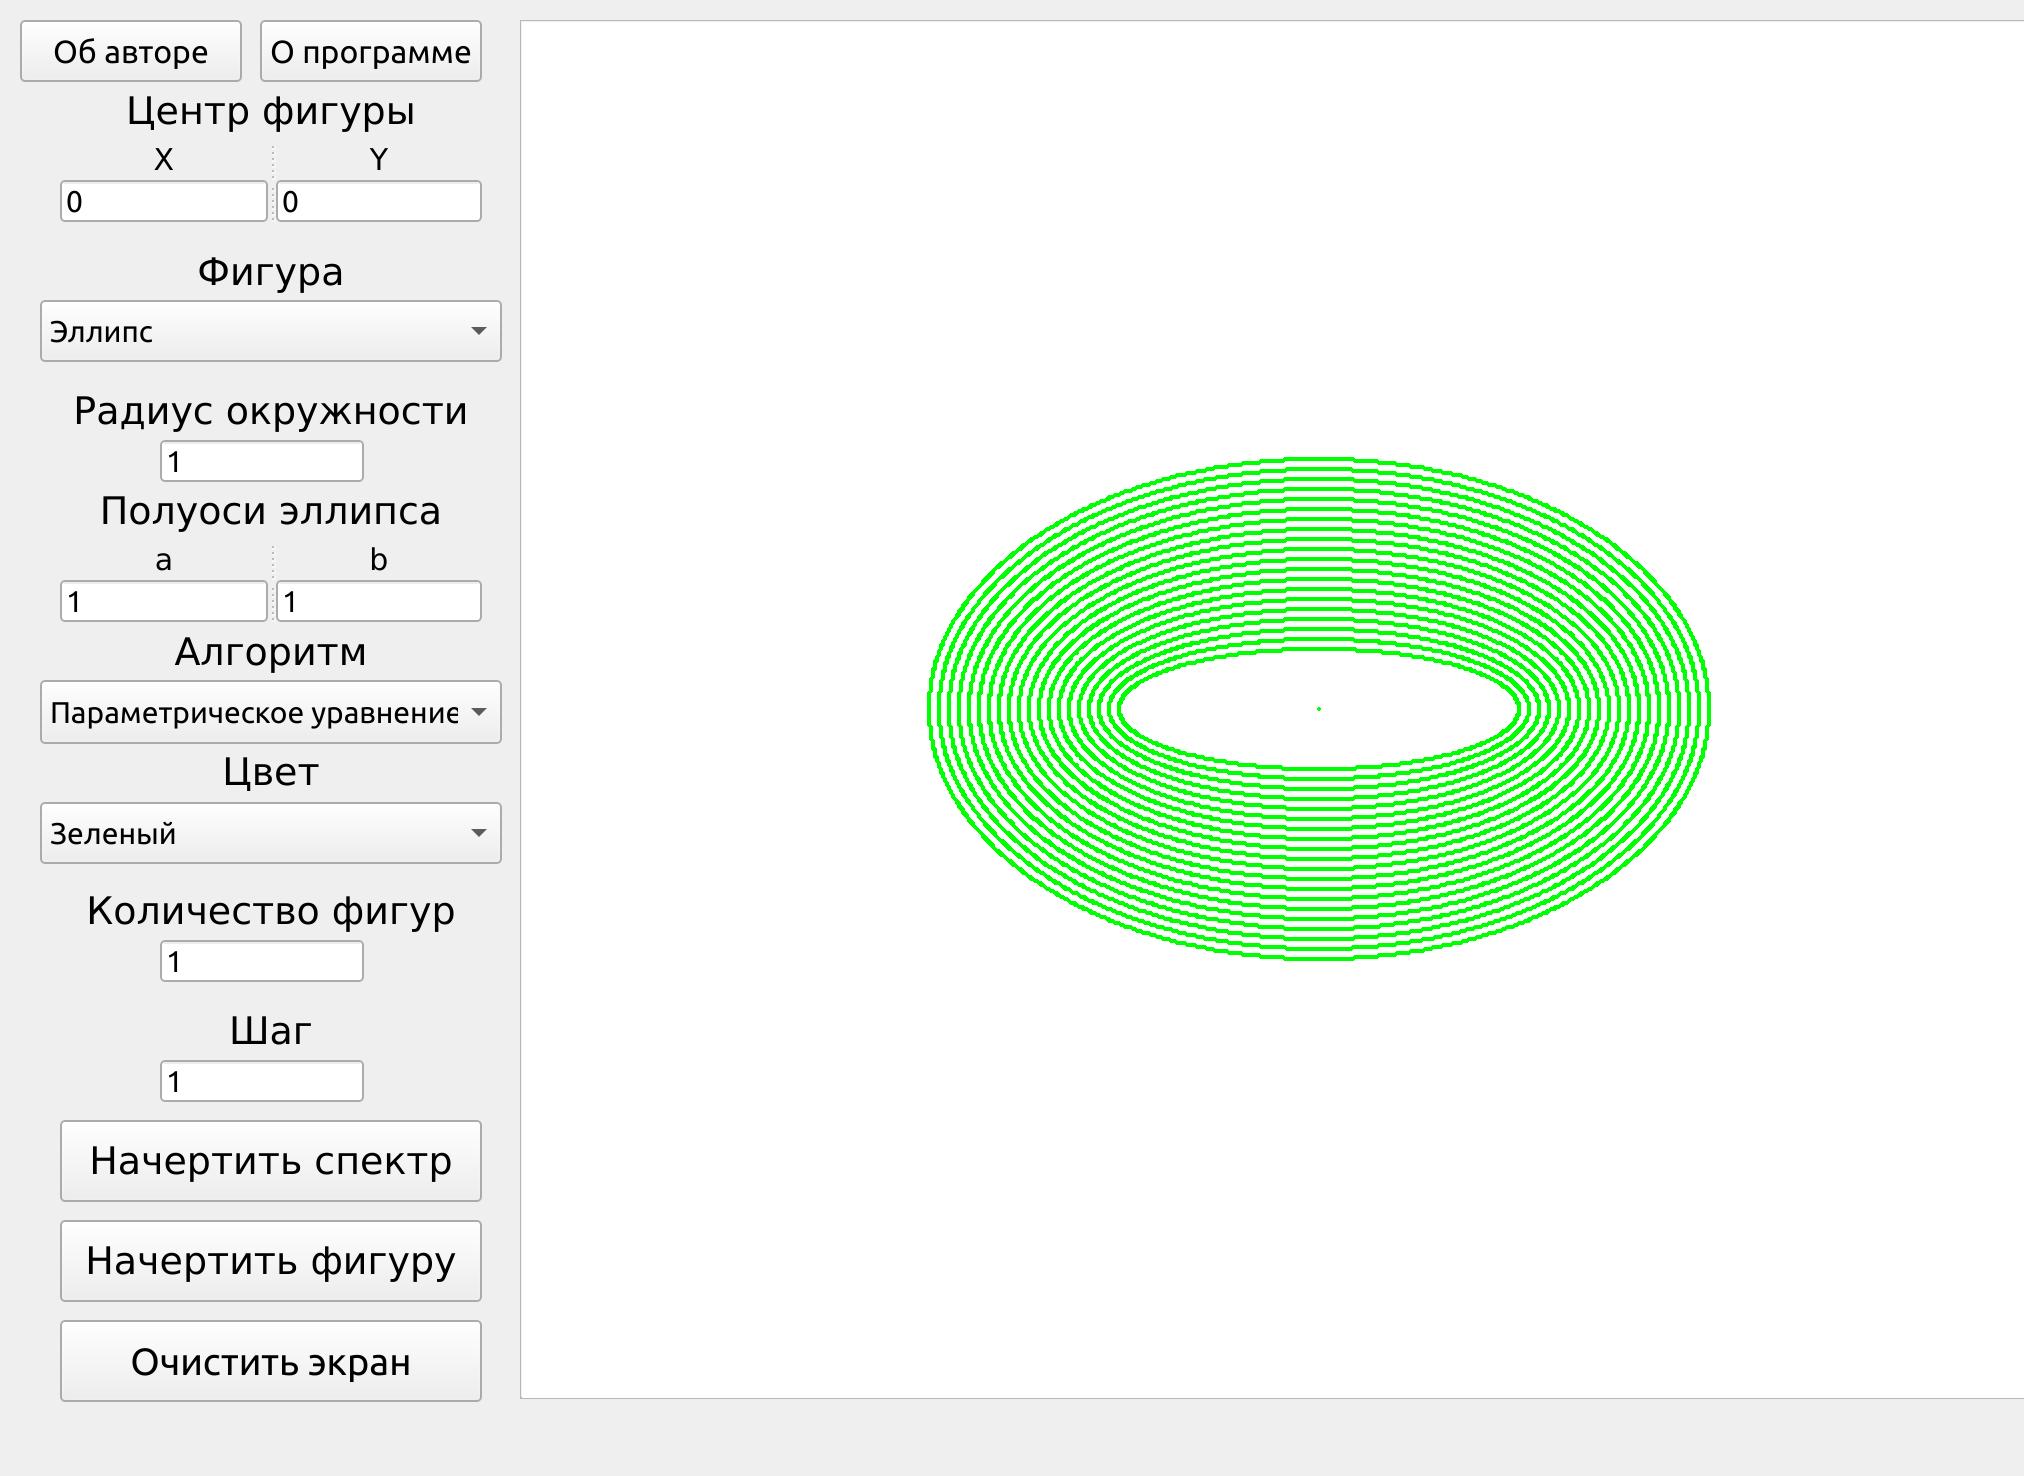 Об авторе О программе
Центр фигуры
X Y
0 0
Фигура
Эллипс
Радиус окружности
1
Полуоси эллипса
a b
1 1
Алгоритм
Параметрическое уравнение
Цвет
Зеленый
Количество фигур
1
Шаг
1
Начертить спектр
Начертить фигуру
Очистить экран